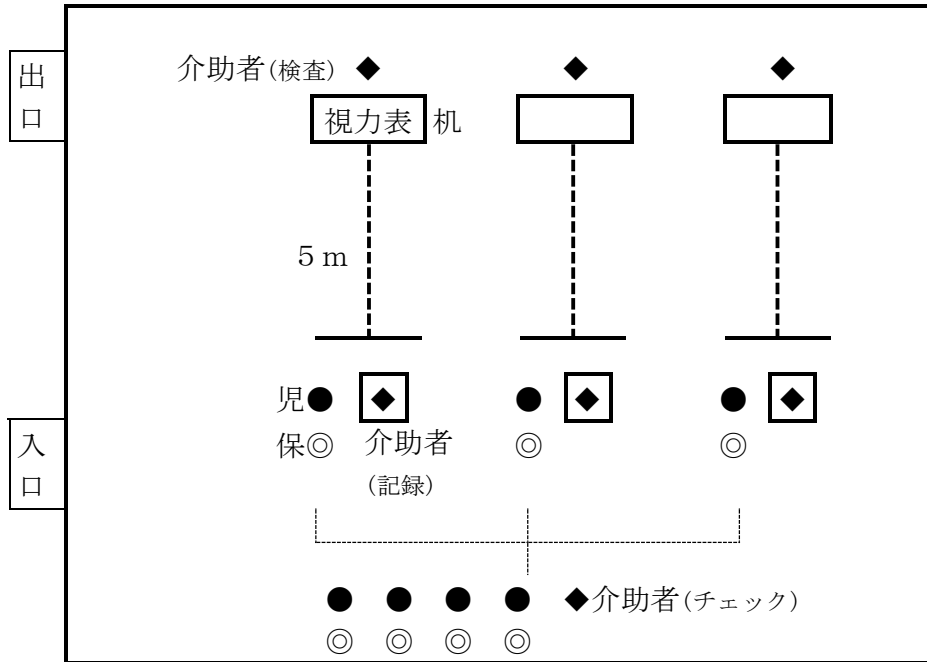 出口
介助者(検査) ◆ ◆ ◆
視力表 机
5m
児● ◆ ● ◆ ● ◆
入口
保◎ 介助者 ◎ ◎
(記録)
● ● ● ● ◆介助者(チェック)
◎ ◎ ◎ ◎